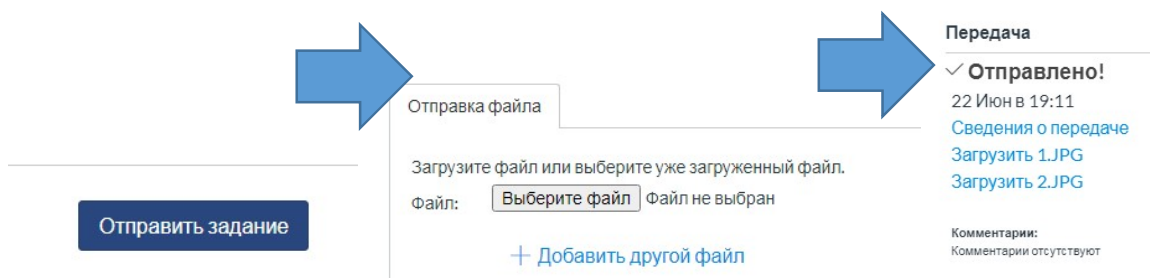 Отправить задание
Отправка файла
Загрузите файл или выберите уже загруженный файл.
Файл: Выберите файл Файл не выбран
+ Добавить другой файл
Передача
✓ Отправлено!
22 Июн в 19:11
Сведения о передаче
Загрузить 1.JPG
Загрузить 2.JPG
Комментарии:
Комментарии отсутствуют